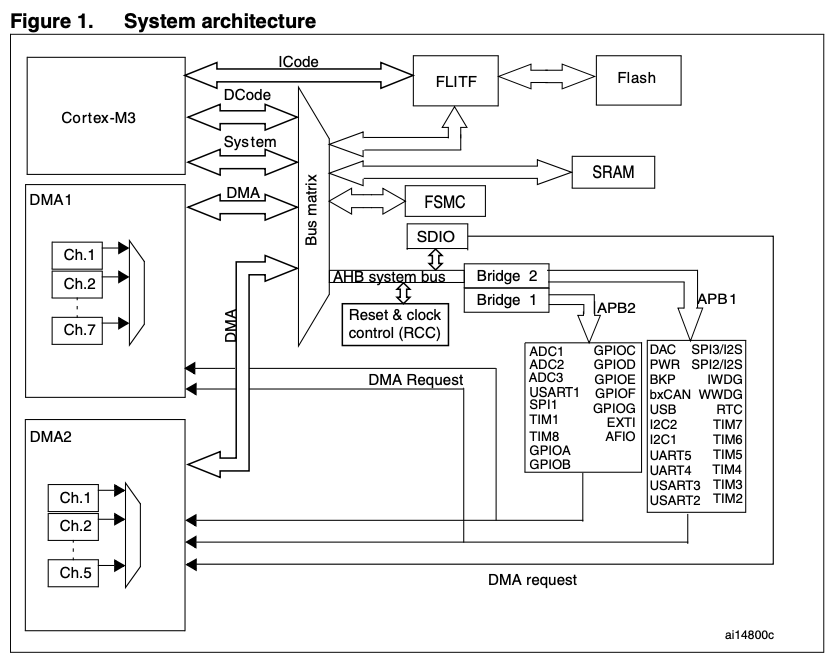 Figure 1. System architecture
ICode
FLITF
Flash
Cortex-M3
DCode
System
SRAM
DMA
Bus matrix
FSMC
DMA1
SDIO
Ch.1
Ch.2
Ch.7
AHB system bus
Bridge 2
Bridge 1
APB2
APB1
Reset & clock
control (RCC)
DMA
ADC1 GPIOC
ADC2 GPIOD
ADC3 GPIOE
USART1 GPIOF
SPI1 GPIOG
TIM1 EXTI
TIM8 AFIO
GPIOA
GPIOB
DAC SPI3/I2S
PWR SPI2/I2S
BKP IWDG
bxCAN WWDG
USB RTC
I2C2 TIM7
I2C1 TIM6
UART5 TIM5
UART4 TIM4
USART3 TIM3
USART2 TIM2
DMA Request
DMA2
Ch.1
Ch.2
Ch.5
DMA request
ai14800c